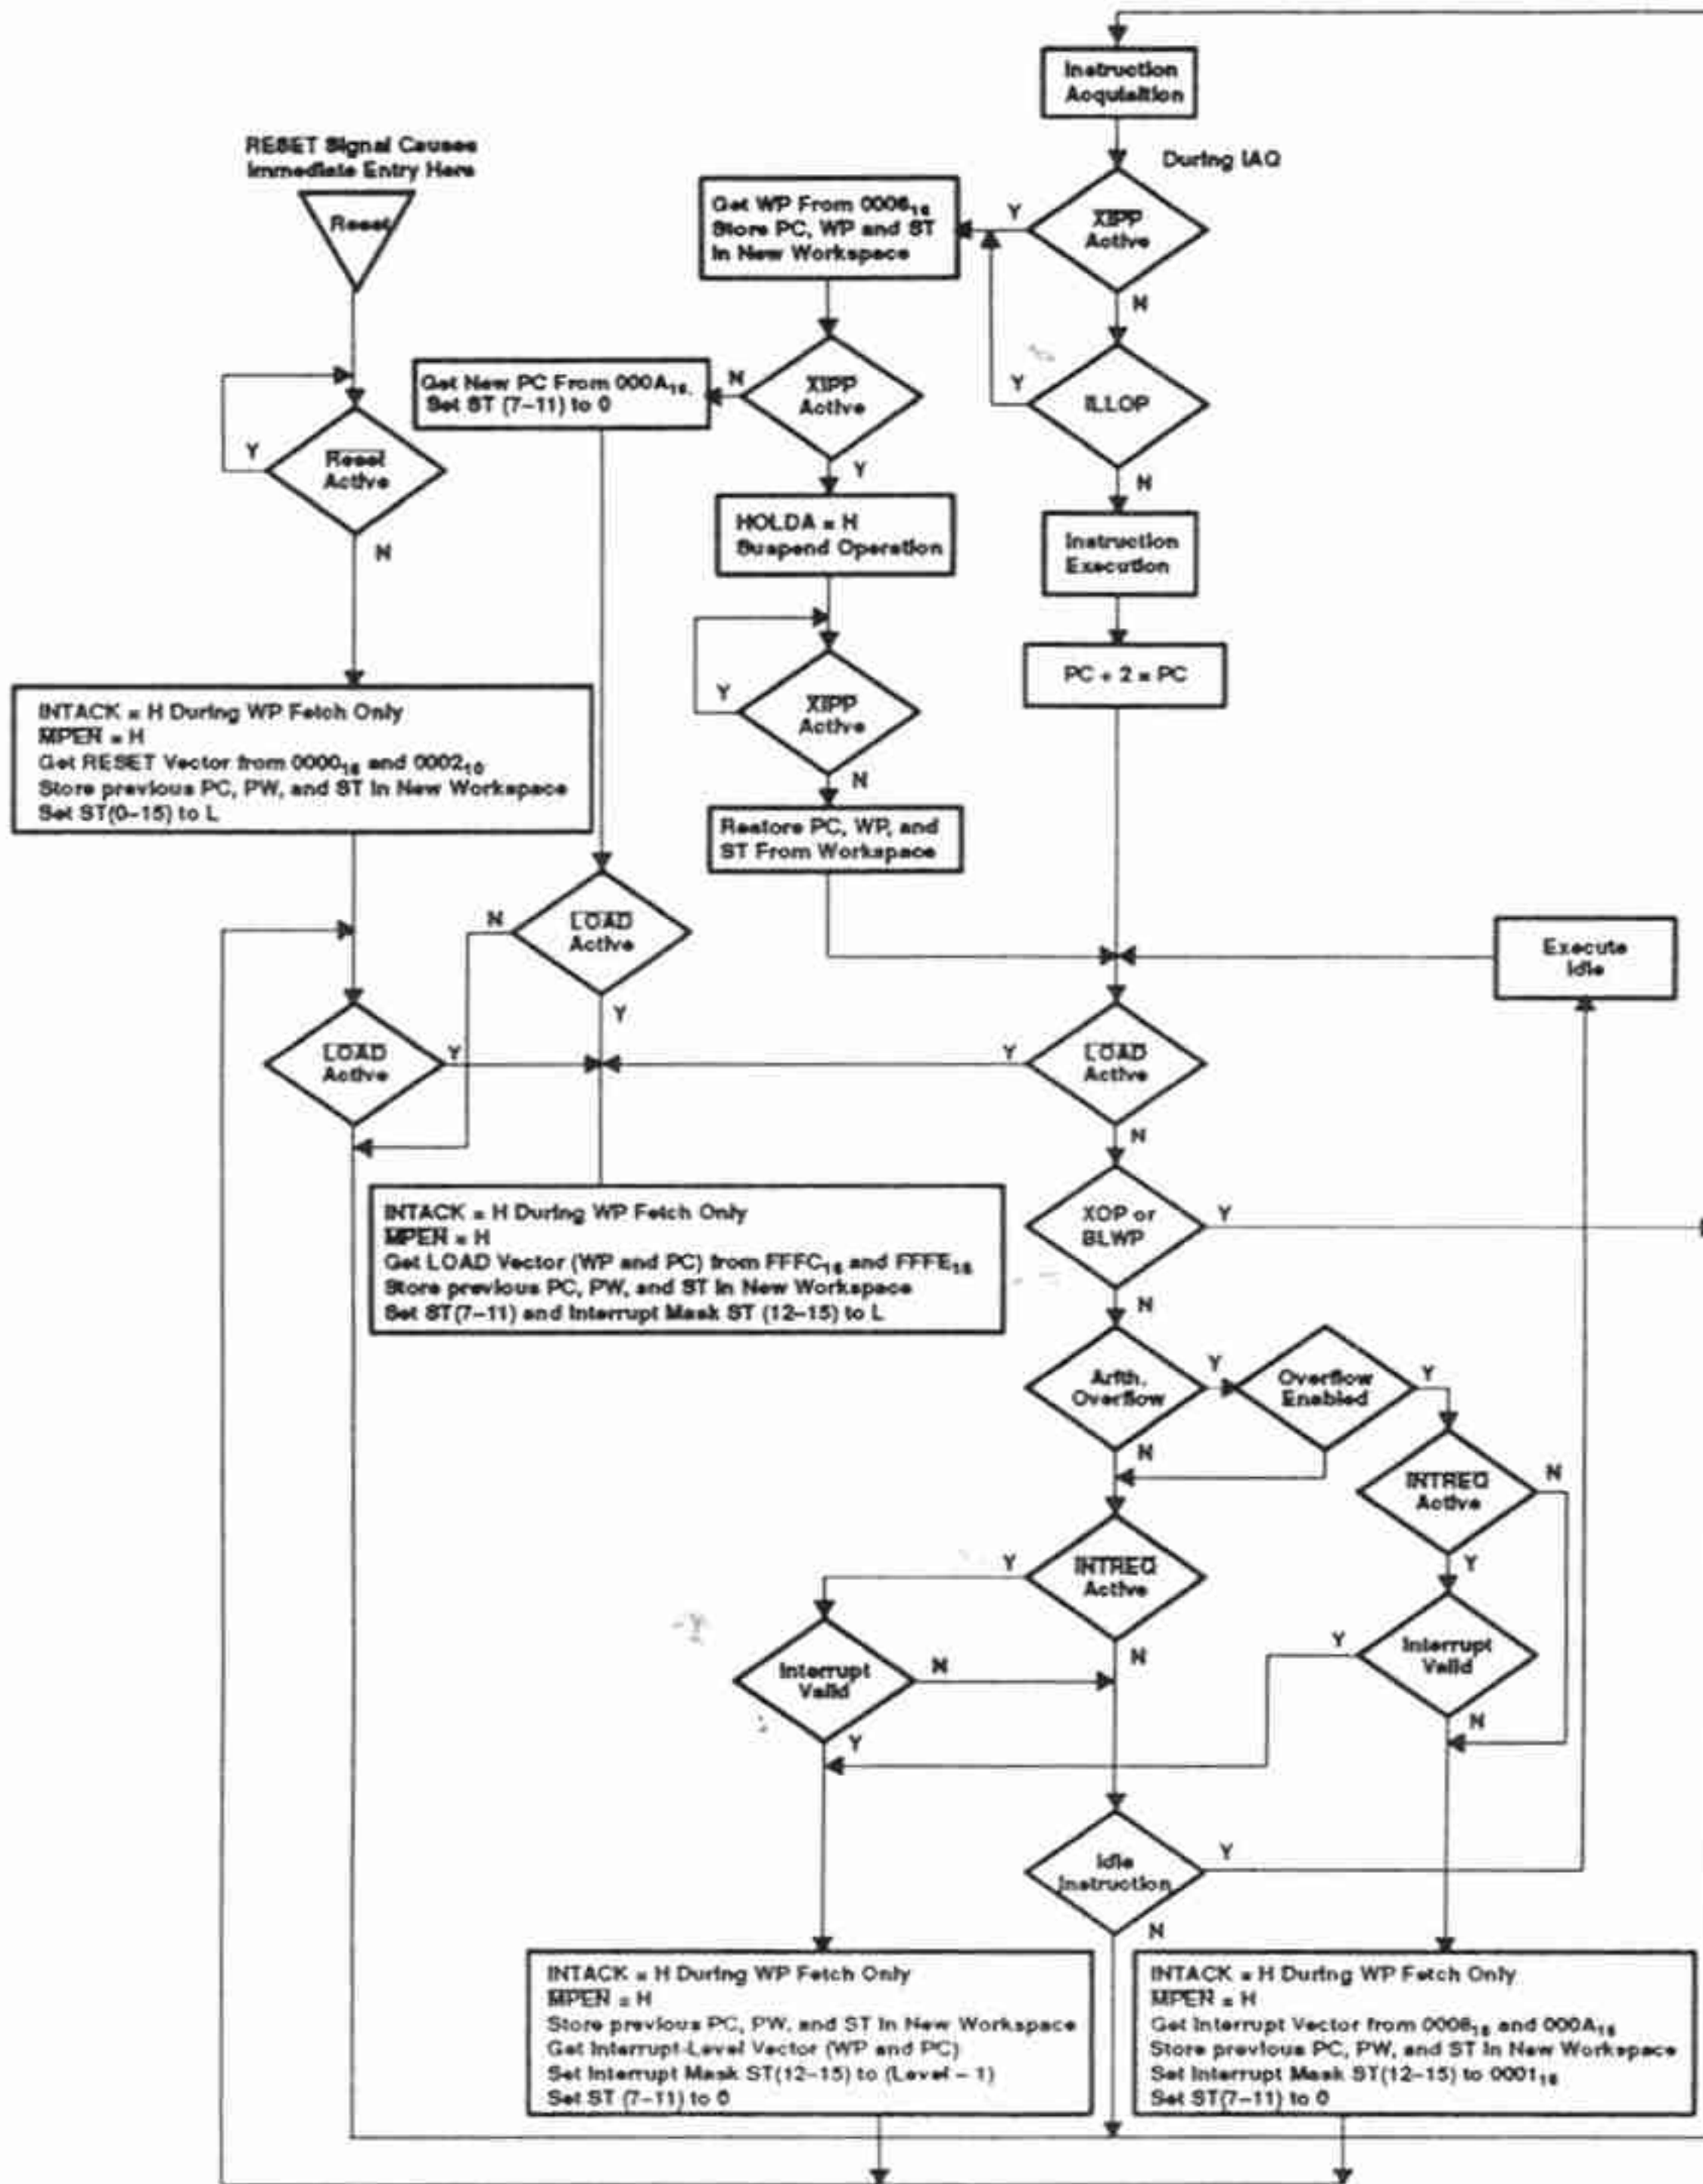 Instruction
Acquisition
During IAQ
RESET Signal Causes
Immediate Entry Here
Reset
Get WP From 0008₁₆
Store PC, WP and ST
In New Workspace
Y
XIPP
Active
N
Get New PC From 000A₁₆.
Set ST (7–11) to 0
N
XIPP
Active
Y
Y
ILLOP
N
Y
Reset
Active
N
HOLDA = H
Suspend Operation
Instruction
Execution
Y
XIPP
Active
N
PC + 2 = PC
INTACK = H During WP Fetch Only
MPEN = H
Get RESET Vector from 0000₁₆ and 0002₁₀
Store previous PC, PW, and ST In New Workspace
Set ST(0–15) to L
Restore PC, WP, and
ST From Workspace
N
LOAD
Active
Y
Execute
Idle
LOAD
Active
Y
Y
LOAD
Active
N
XOP or
BLWP
Y
N
INTACK = H During WP Fetch Only
MPEN = H
Get LOAD Vector (WP and PC) from FFFC₁₆ and FFFE₁₆
Store previous PC, PW, and ST In New Workspace
Set ST(7–11) and Interrupt Mask ST (12–15) to L
Arith.
Overflow
Y
N
Overflow
Enabled
Y
INTREQ
Active
N
Y
Y
INTREQ
Active
N
Interrupt
Valid
N
Y
Y
Interrupt
Valid
N
Idle
Instruction
Y
N
INTACK = H During WP Fetch Only
MPEN = H
Store previous PC, PW, and ST In New Workspace
Get Interrupt-Level Vector (WP and PC)
Set Interrupt Mask ST(12–15) to (Level – 1)
Set ST (7–11) to 0
INTACK = H During WP Fetch Only
MPEN = H
Get Interrupt Vector from 0008₁₆ and 000A₁₆
Store previous PC, PW, and ST In New Workspace
Set Interrupt Mask ST(12–15) to 0001₁₆
Set ST(7–11) to 0